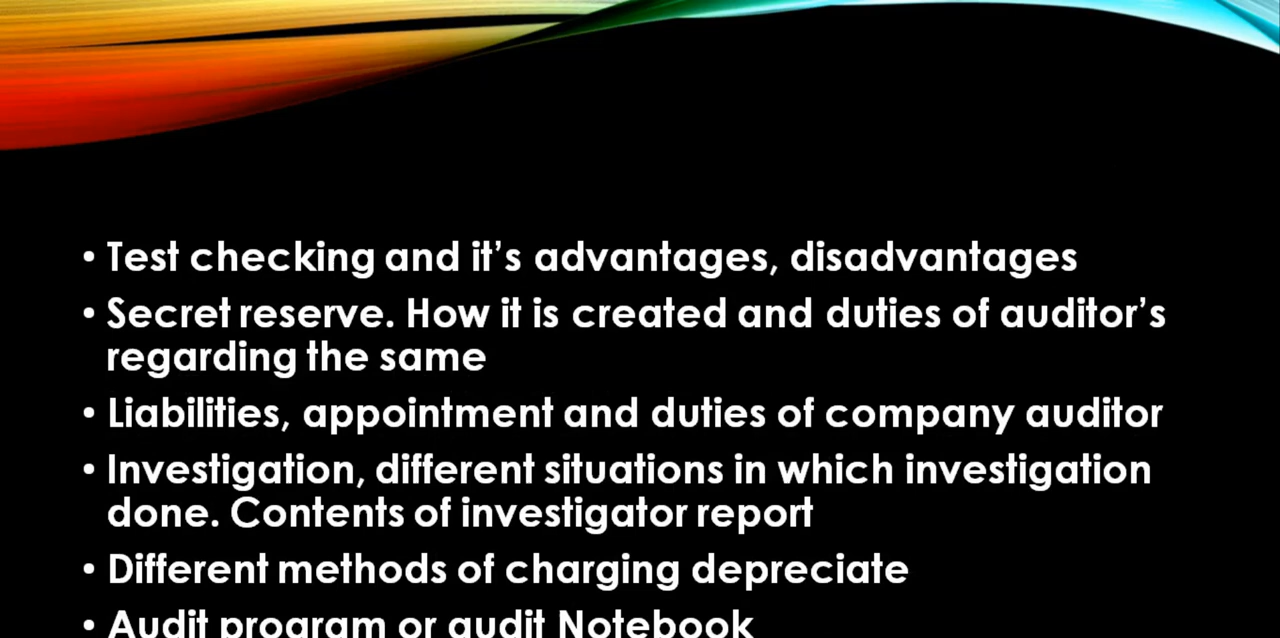 • Test checking and it’s advantages, disadvantages
• Secret reserve. How it is created and duties of auditor’s
regarding the same
• Liabilities, appointment and duties of company auditor
• Investigation, different situations in which investigation
done. Contents of investigator report
• Different methods of charging depreciate
• Audit program or audit Notebook